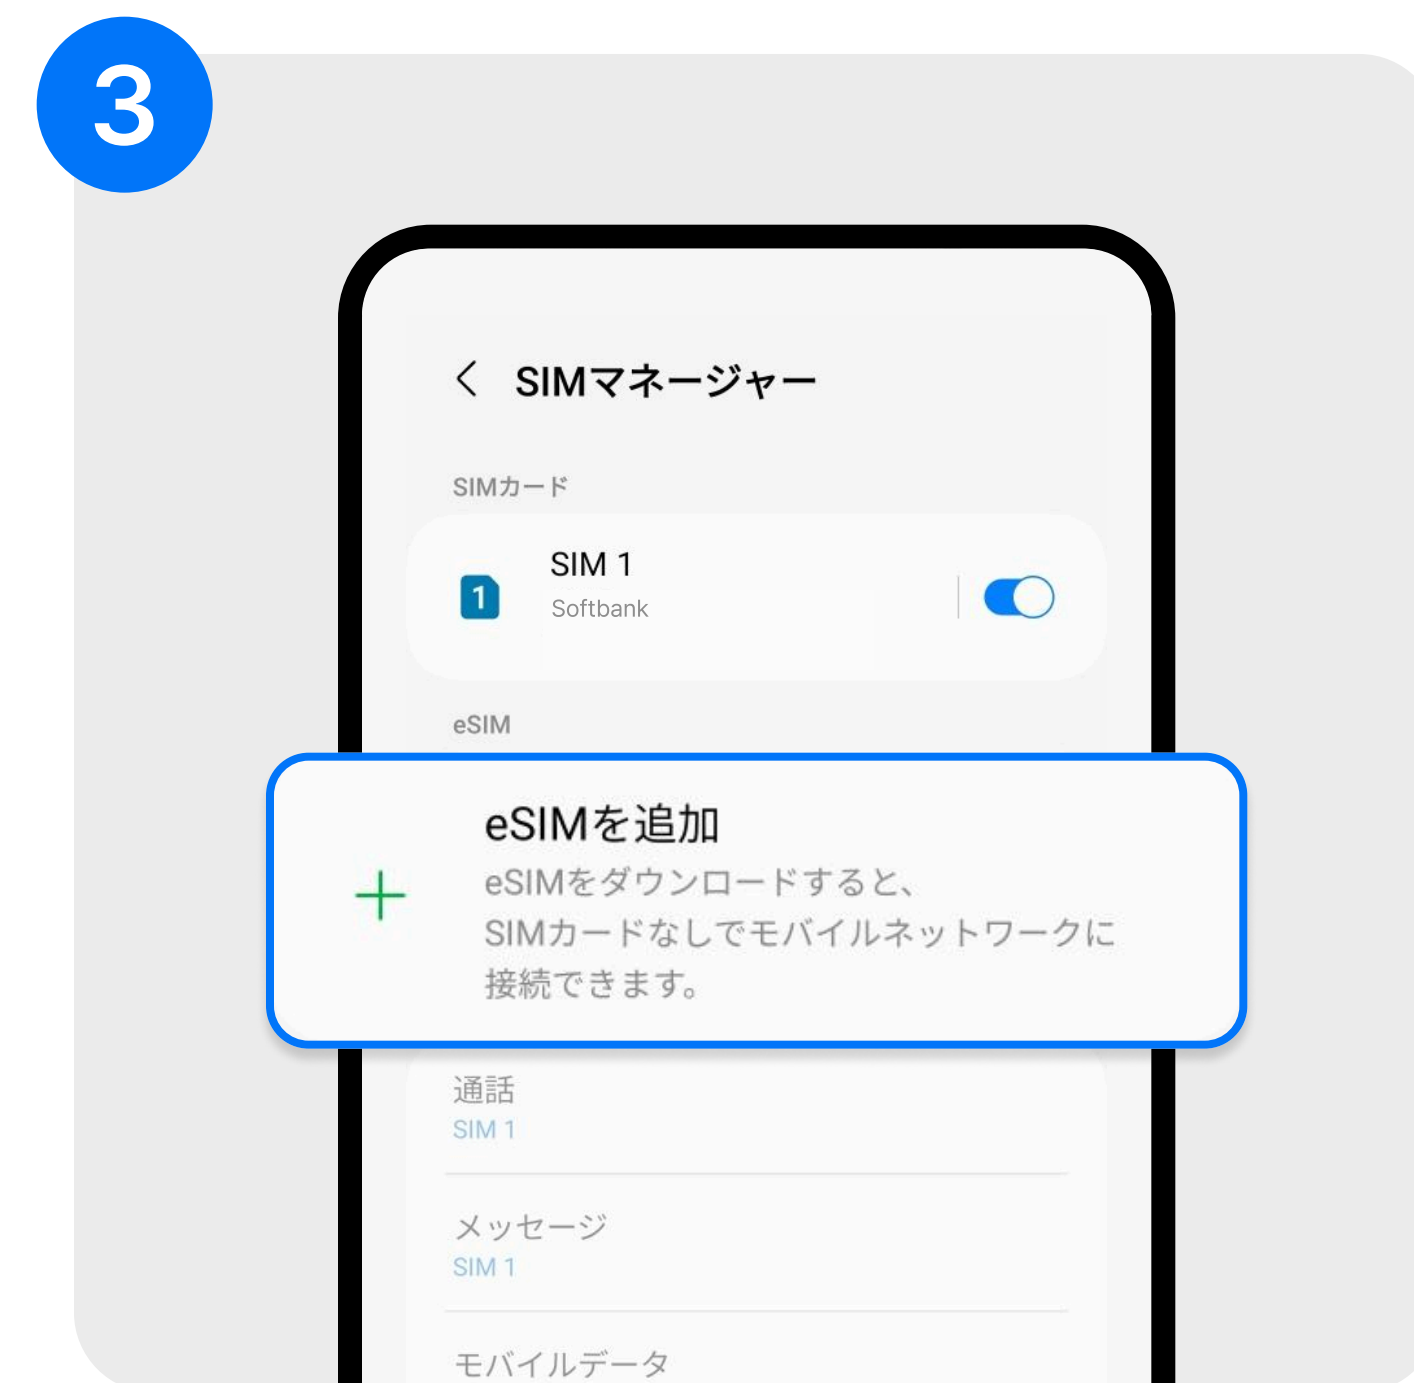 3
SIMマネージャー
SIMカード
1
SIM 1
Softbank
eSIM
eSIMを追加
eSIMをダウンロードすると、
SIMカードなしでモバイルネットワークに
接続できます。
通話
SIM 1
メッセージ
SIM 1
モバイルデータ